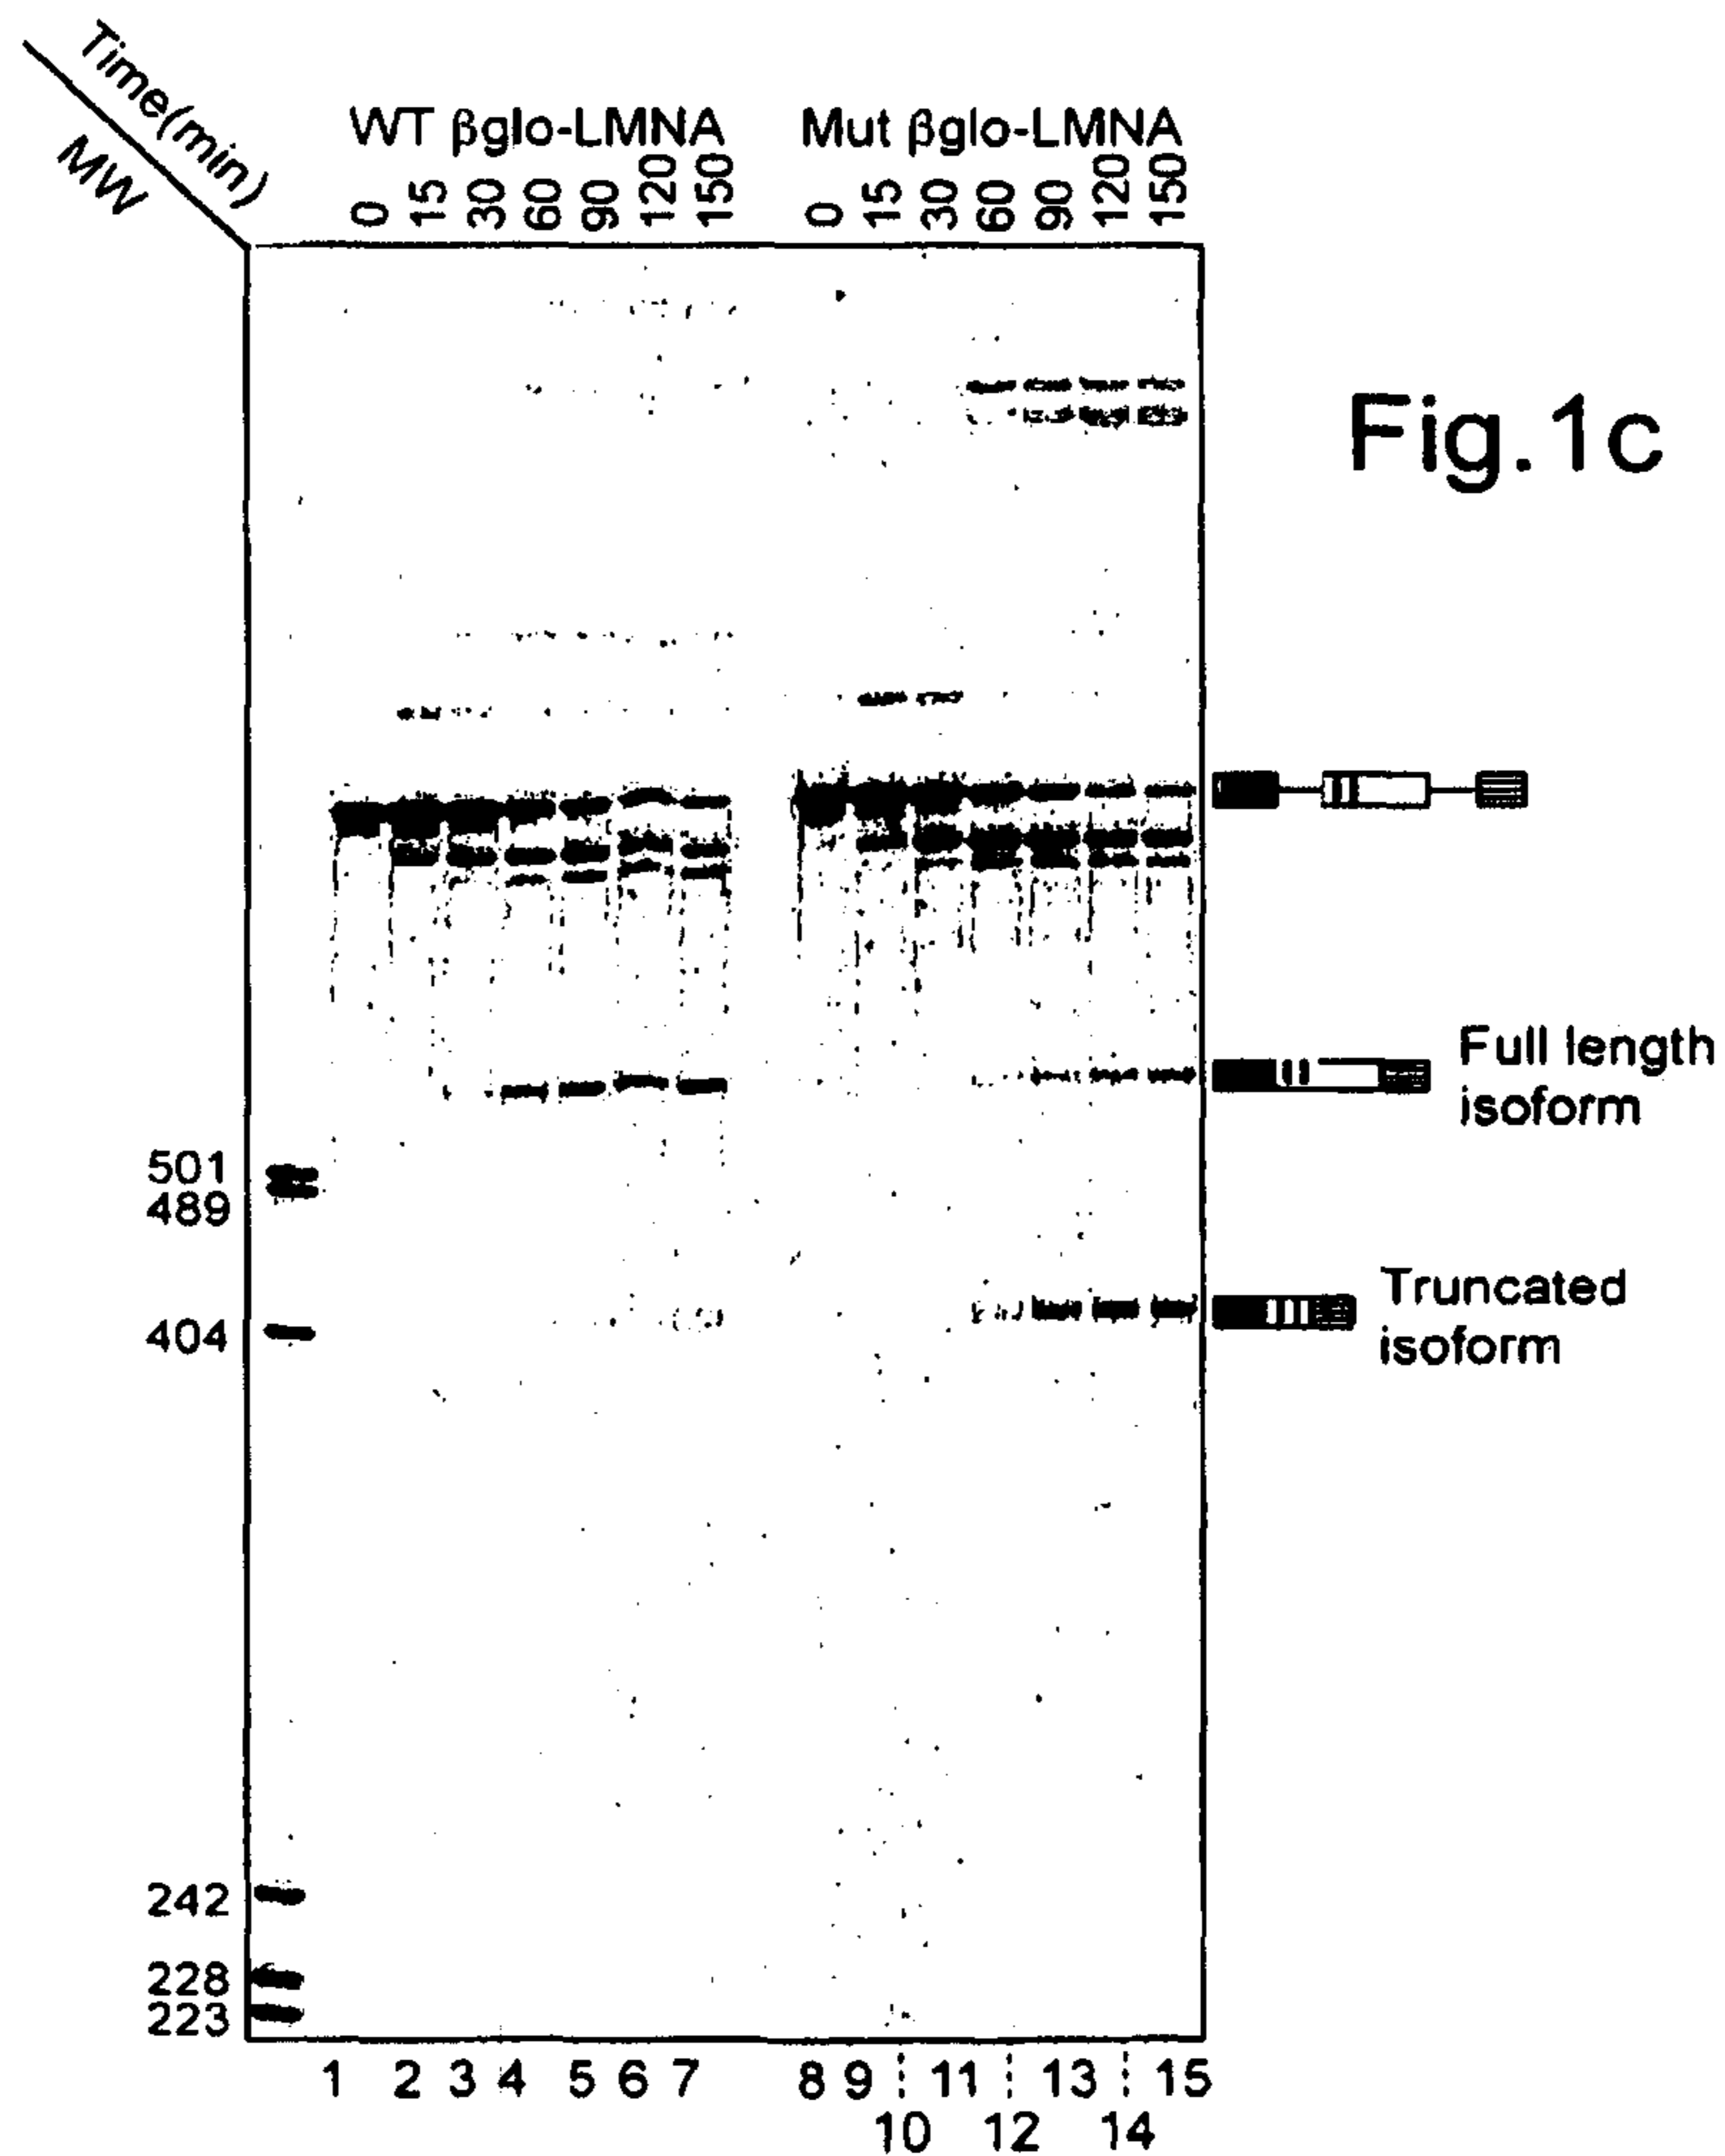 Time(min)
MW
WT βglo-LMNA
Mut βglo-LMNA
0 15 30 60 90 120 150
0 15 30 60 90 120 150
Fig.1c
Full length
isoform
501
489
Truncated
isoform
404
242
228
223
1 2 3 4 5 6 7 8 9 11 13 15
10 12 14